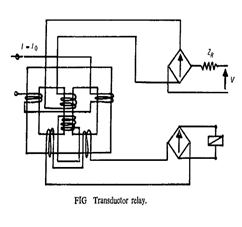 I = I₀
Z_R
V
FIG Transductor relay.